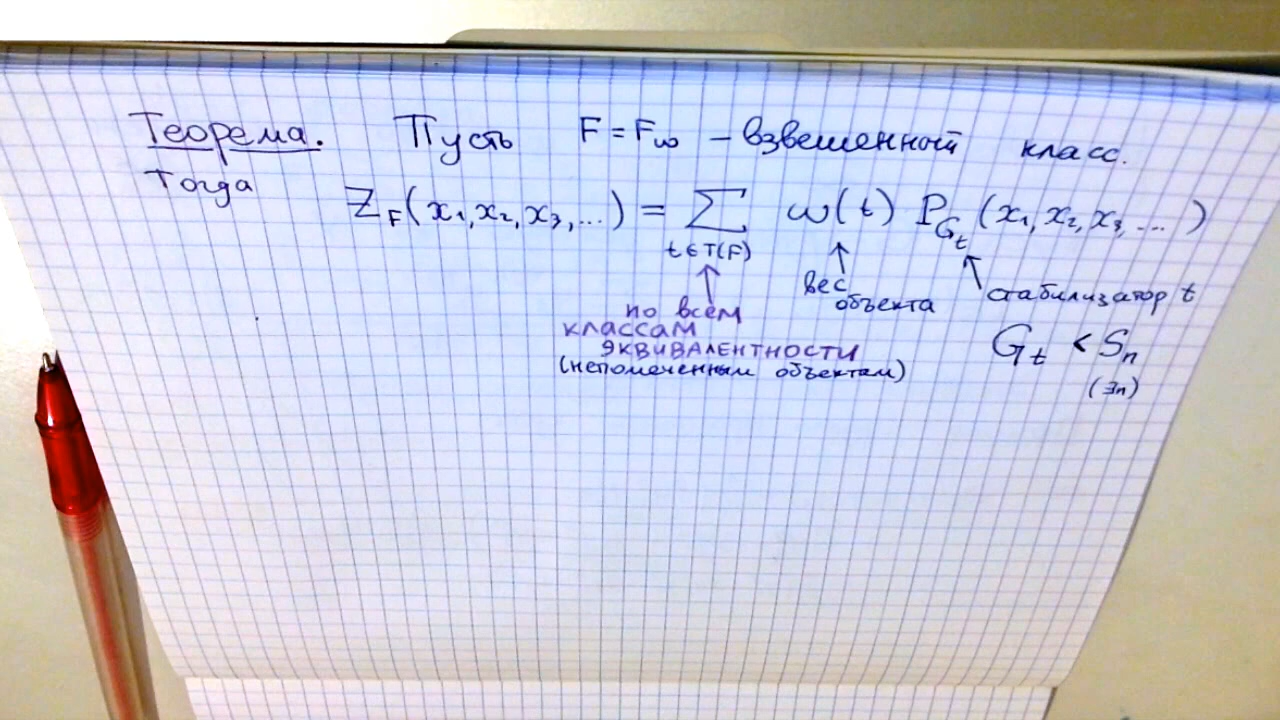 Теорема. Пусть F = F_ω – взвешенной класс.
Тогда
Z_F(x₁, x₂, x₃, ...) = ∑ ω(t) P_{G_t}(x₁, x₂, x₃, ...)
t ∈ T(F)
↑ ↑ ↑
вес объекта
стабилизатор t
по всем
классам
эквивалентности
(непомеченным объектам)
G_t < S_n
(∃n)